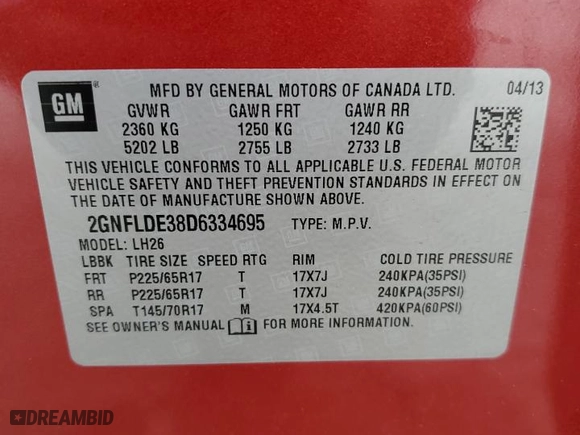 GM
MFD BY GENERAL MOTORS OF CANADA LTD. 04/13
GVWR GAWR FRT GAWR RR
2360 KG 1250 KG 1240 KG
5202 LB 2755 LB 2733 LB
THIS VEHICLE CONFORMS TO ALL APPLICABLE U.S. FEDERAL MOTOR
VEHICLE SAFETY AND THEFT PREVENTION STANDARDS IN EFFECT ON
THE DATE OF MANUFACTURE SHOWN ABOVE.
2GNFLDE38D6334695 TYPE: M.P.V.
MODEL: LH26
LBBK TIRE SIZE SPEED RTG RIM COLD TIRE PRESSURE
FRT P225/65R17 T 17X7J 240KPA(35PSI)
RR P225/65R17 T 17X7J 240KPA(35PSI)
SPA T145/70R17 M 17X4.5T 420KPA(60PSI)
SEE OWNER'S MANUAL FOR MORE INFORMATION.
DREAMBID